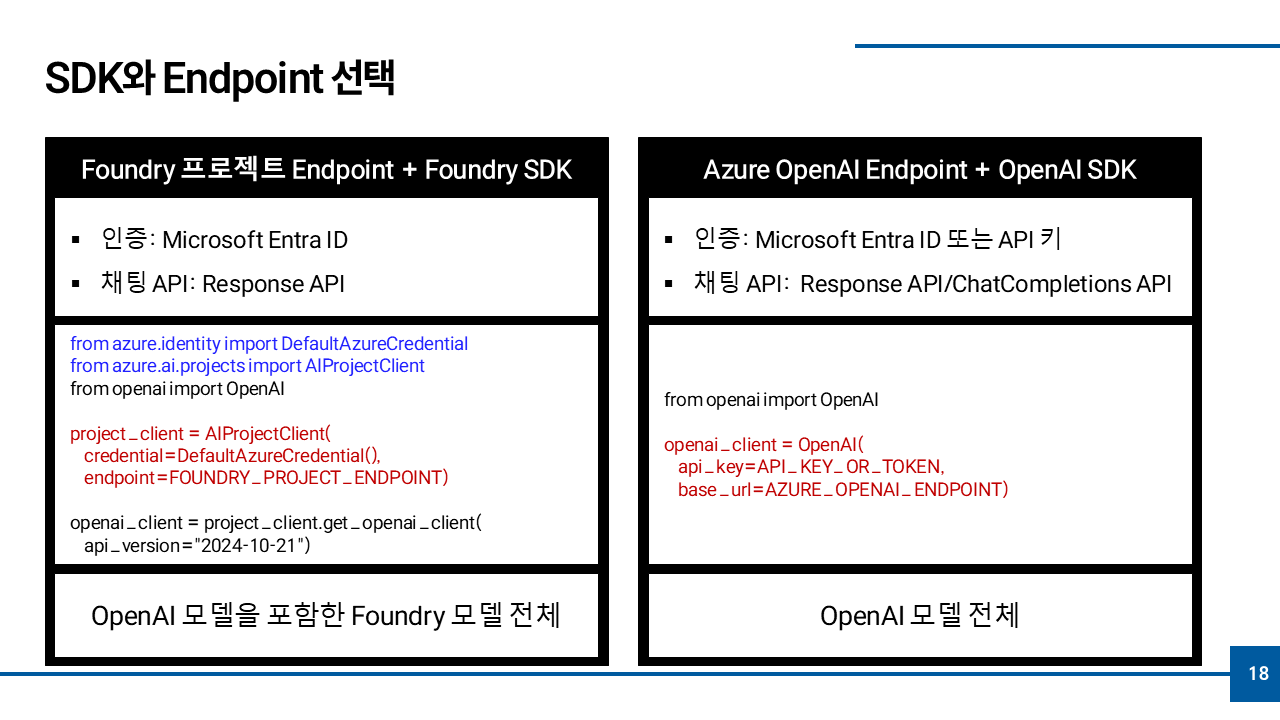 SDK와 Endpoint 선택
Foundry 프로젝트 Endpoint + Foundry SDK
▪ 인증: Microsoft Entra ID
▪ 채팅 API: Response API
from azure.identity import DefaultAzureCredential
from azure.ai.projects import AIProjectClient
from openai import OpenAI
project_client = AIProjectClient(
credential=DefaultAzureCredential(),
endpoint=FOUNDRY_PROJECT_ENDPOINT)
openai_client = project_client.get_openai_client(
api_version="2024-10-21")
OpenAI 모델을 포함한 Foundry 모델 전체
Azure OpenAI Endpoint + OpenAI SDK
▪ 인증: Microsoft Entra ID 또는 API 키
▪ 채팅 API: Response API/ChatCompletions API
from openai import OpenAI
openai_client = OpenAI(
api_key=API_KEY_OR_TOKEN,
base_url=AZURE_OPENAI_ENDPOINT)
OpenAI 모델 전체
18